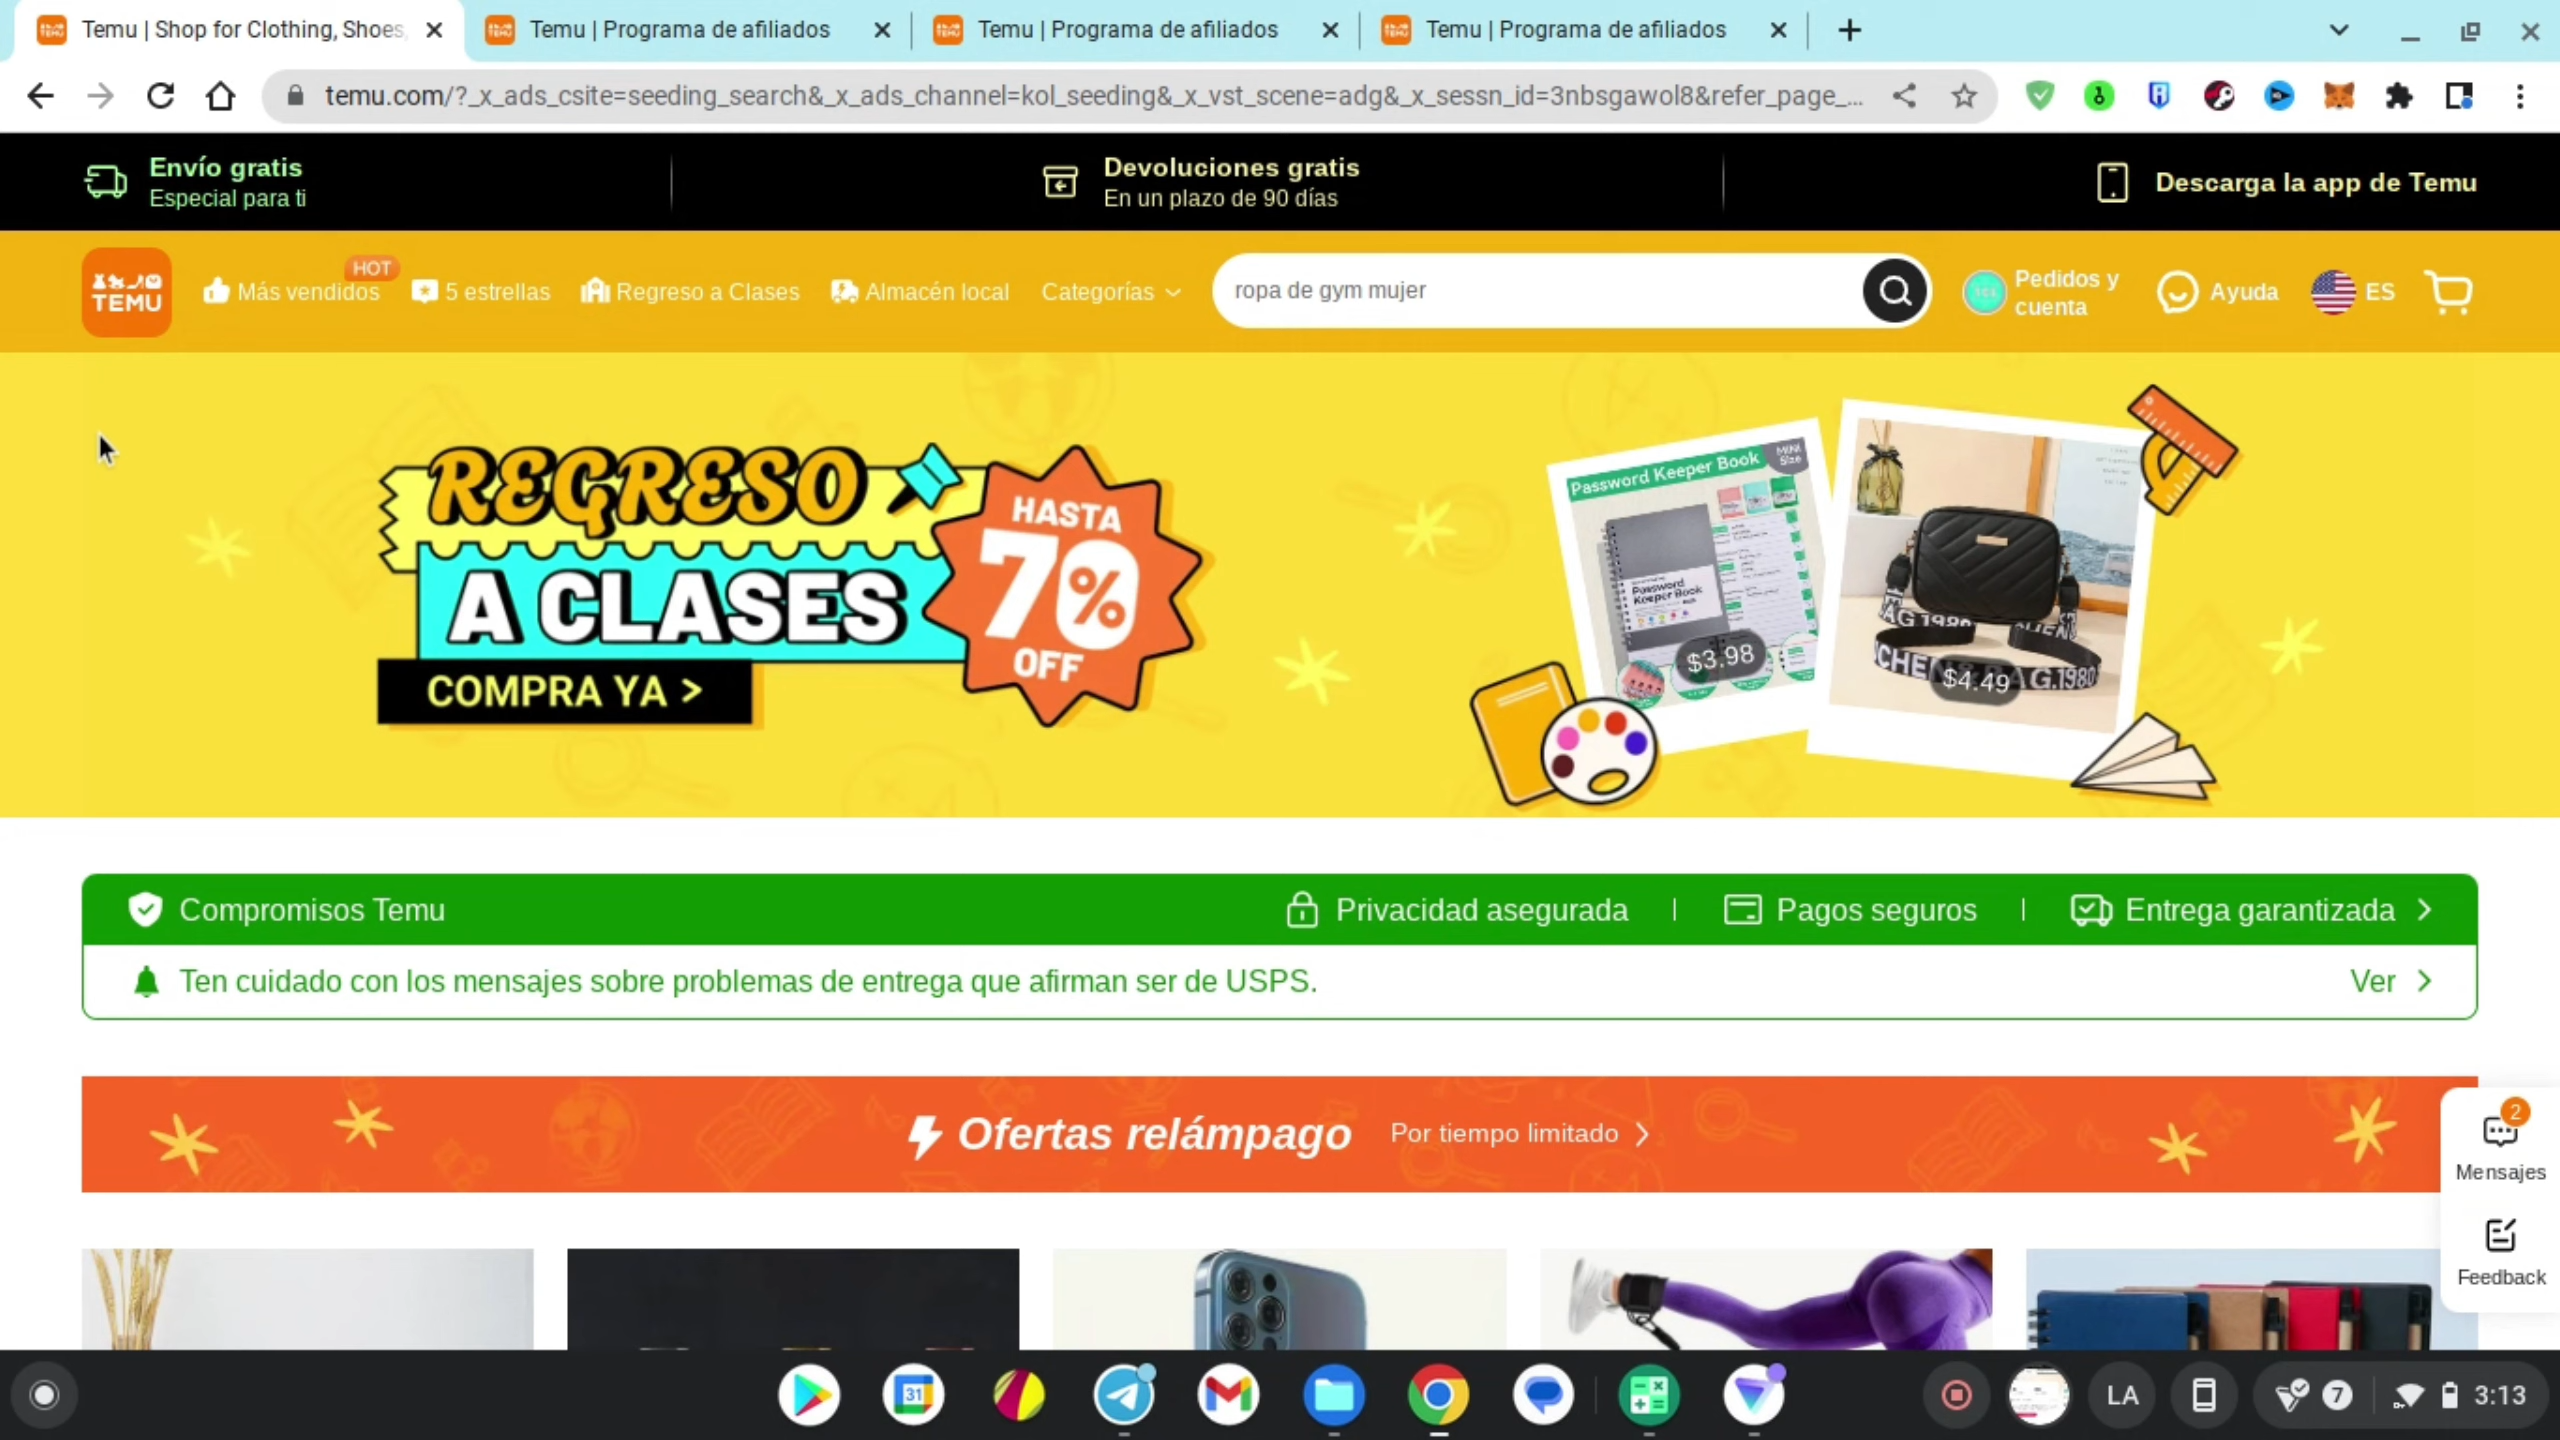 Temu | Shop for Clothing, Shoes,
Temu | Programa de afiliados
Temu | Programa de afiliados
Temu | Programa de afiliados
temu.com/?_x_ads_csite=seeding_search&_x_ads_channel=kol_seeding&_x_vst_scene=adg&_x_sessn_id=3nbsgawol8&refer_page_...
Envío gratis
Especial para ti
Devoluciones gratis
En un plazo de 90 días
Descarga la app de Temu
TEMU
Más vendidos
HOT
5 estrellas
Regreso a Clases
Almacén local
Categorías
ropa de gym mujer
Pedidos y
cuenta
Ayuda
ES
REGRESO
A CLASES
COMPRA YA >
HASTA
70%
OFF
Password Keeper Book
MINI
Size
Password
Keeper Book
$3.98
$4.49
Compromisos Temu
Privacidad asegurada
Pagos seguros
Entrega garantizada
Ten cuidado con los mensajes sobre problemas de entrega que afirman ser de USPS.
Ver
Ofertas relámpago
Por tiempo limitado
2
Mensajes
Feedback
31
LA
7
3:13